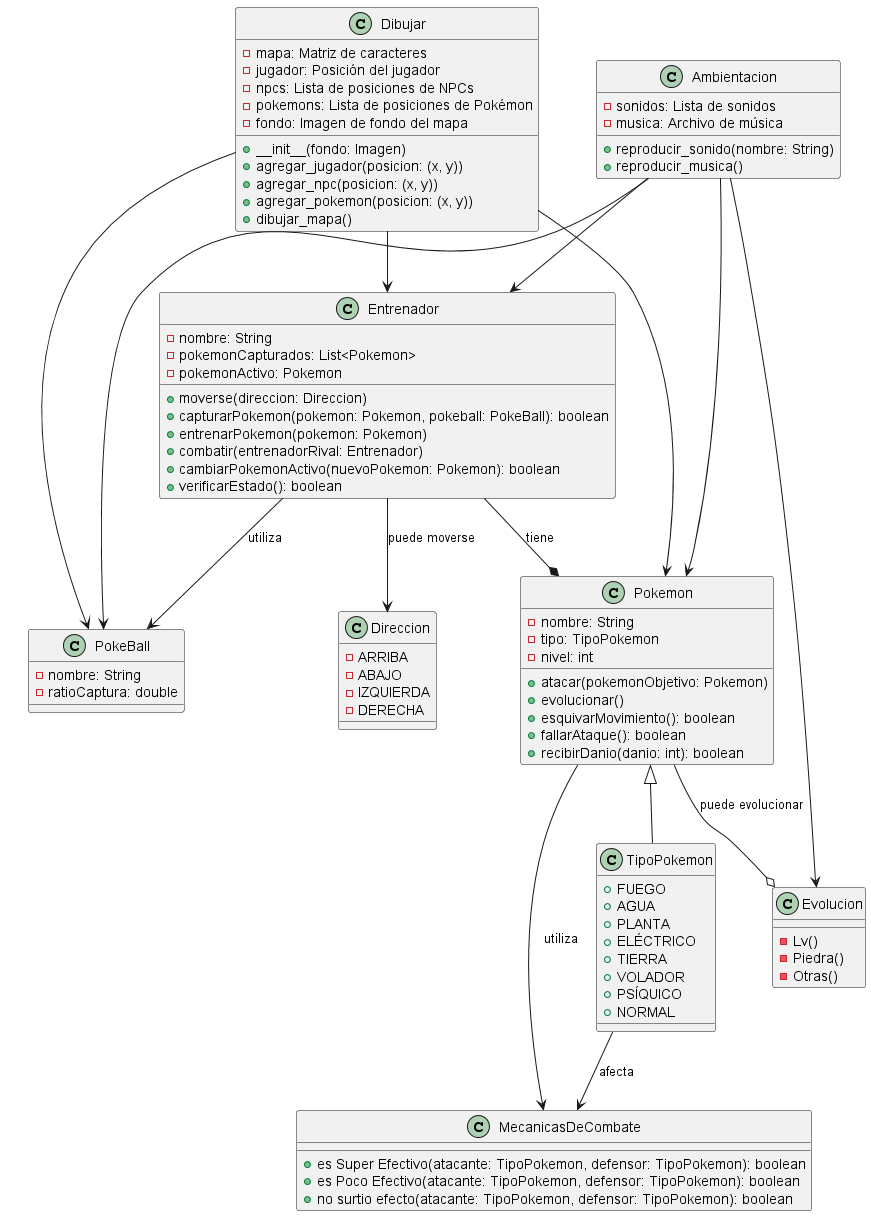 C Dibujar
mapa: Matriz de caracteres
jugador: Posición del jugador
npcs: Lista de posiciones de NPCs
pokemons: Lista de posiciones de Pokémon
fondo: Imagen de fondo del mapa
__init__(fondo: Imagen)
agregar_jugador(posicion: (x, y))
agregar_npc(posicion: (x, y))
agregar_pokemon(posicion: (x, y))
dibujar_mapa()
C Ambientacion
sonidos: Lista de sonidos
musica: Archivo de música
reproducir_sonido(nombre: String)
reproducir_musica()
C Entrenador
nombre: String
pokemonCapturados: List<Pokemon>
pokemonActivo: Pokemon
moverse(direccion: Direccion)
capturarPokemon(pokemon: Pokemon, pokeball: PokeBall): boolean
entrenarPokemon(pokemon: Pokemon)
combatir(entrenadorRival: Entrenador)
cambiarPokemonActivo(nuevoPokemon: Pokemon): boolean
verificarEstado(): boolean
utiliza
puede moverse
tiene
C PokeBall
nombre: String
ratioCaptura: double
C Direccion
ARRIBA
ABAJO
IZQUIERDA
DERECHA
C Pokemon
nombre: String
tipo: TipoPokemon
nivel: int
atacar(pokemonObjetivo: Pokemon)
evolucionar()
esquivarMovimiento(): boolean
fallarAtaque(): boolean
recibirDanio(danio: int): boolean
puede evolucionar
utiliza
C TipoPokemon
FUEGO
AGUA
PLANTA
ELÉCTRICO
TIERRA
VOLADOR
PSÍQUICO
NORMAL
C Evolucion
Lv()
Piedra()
Otras()
afecta
C MecanicasDeCombate
es Super Efectivo(atacante: TipoPokemon, defensor: TipoPokemon): boolean
es Poco Efectivo(atacante: TipoPokemon, defensor: TipoPokemon): boolean
no surtio efecto(atacante: TipoPokemon, defensor: TipoPokemon): boolean